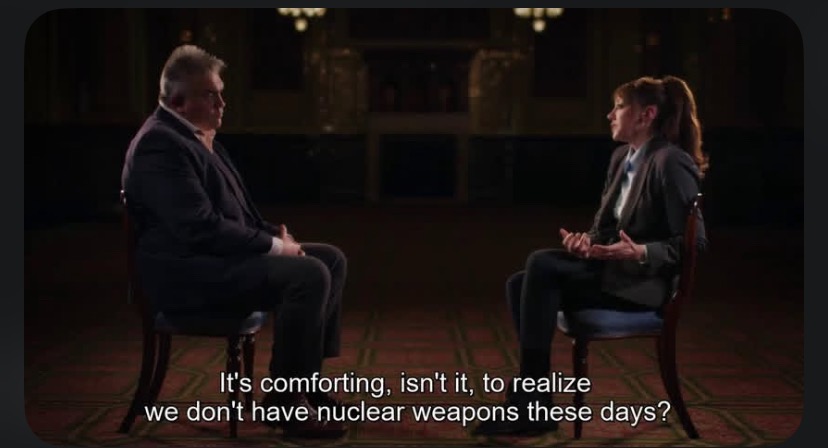 It's comforting, isn't it, to realize
we don't have nuclear weapons these days?